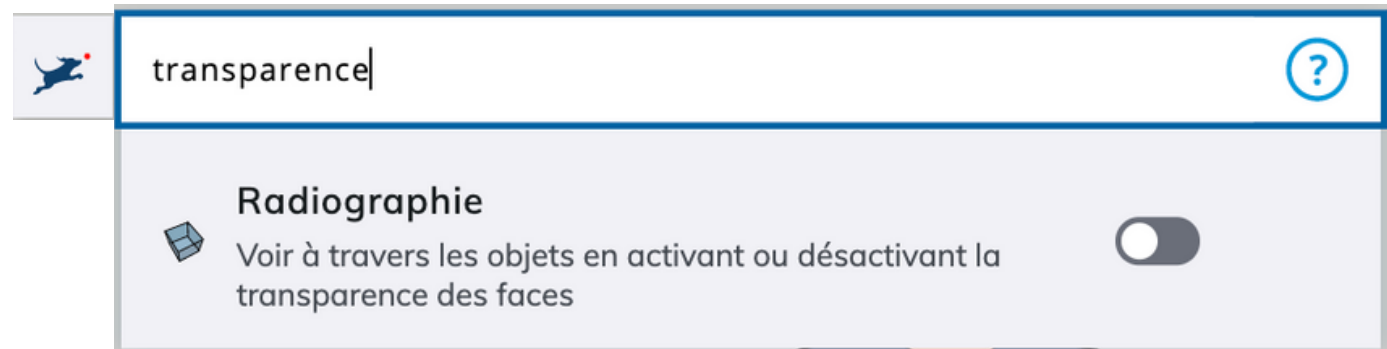 transparence
?
Radiographie
Voir à travers les objets en activant ou désactivant la
transparence des faces